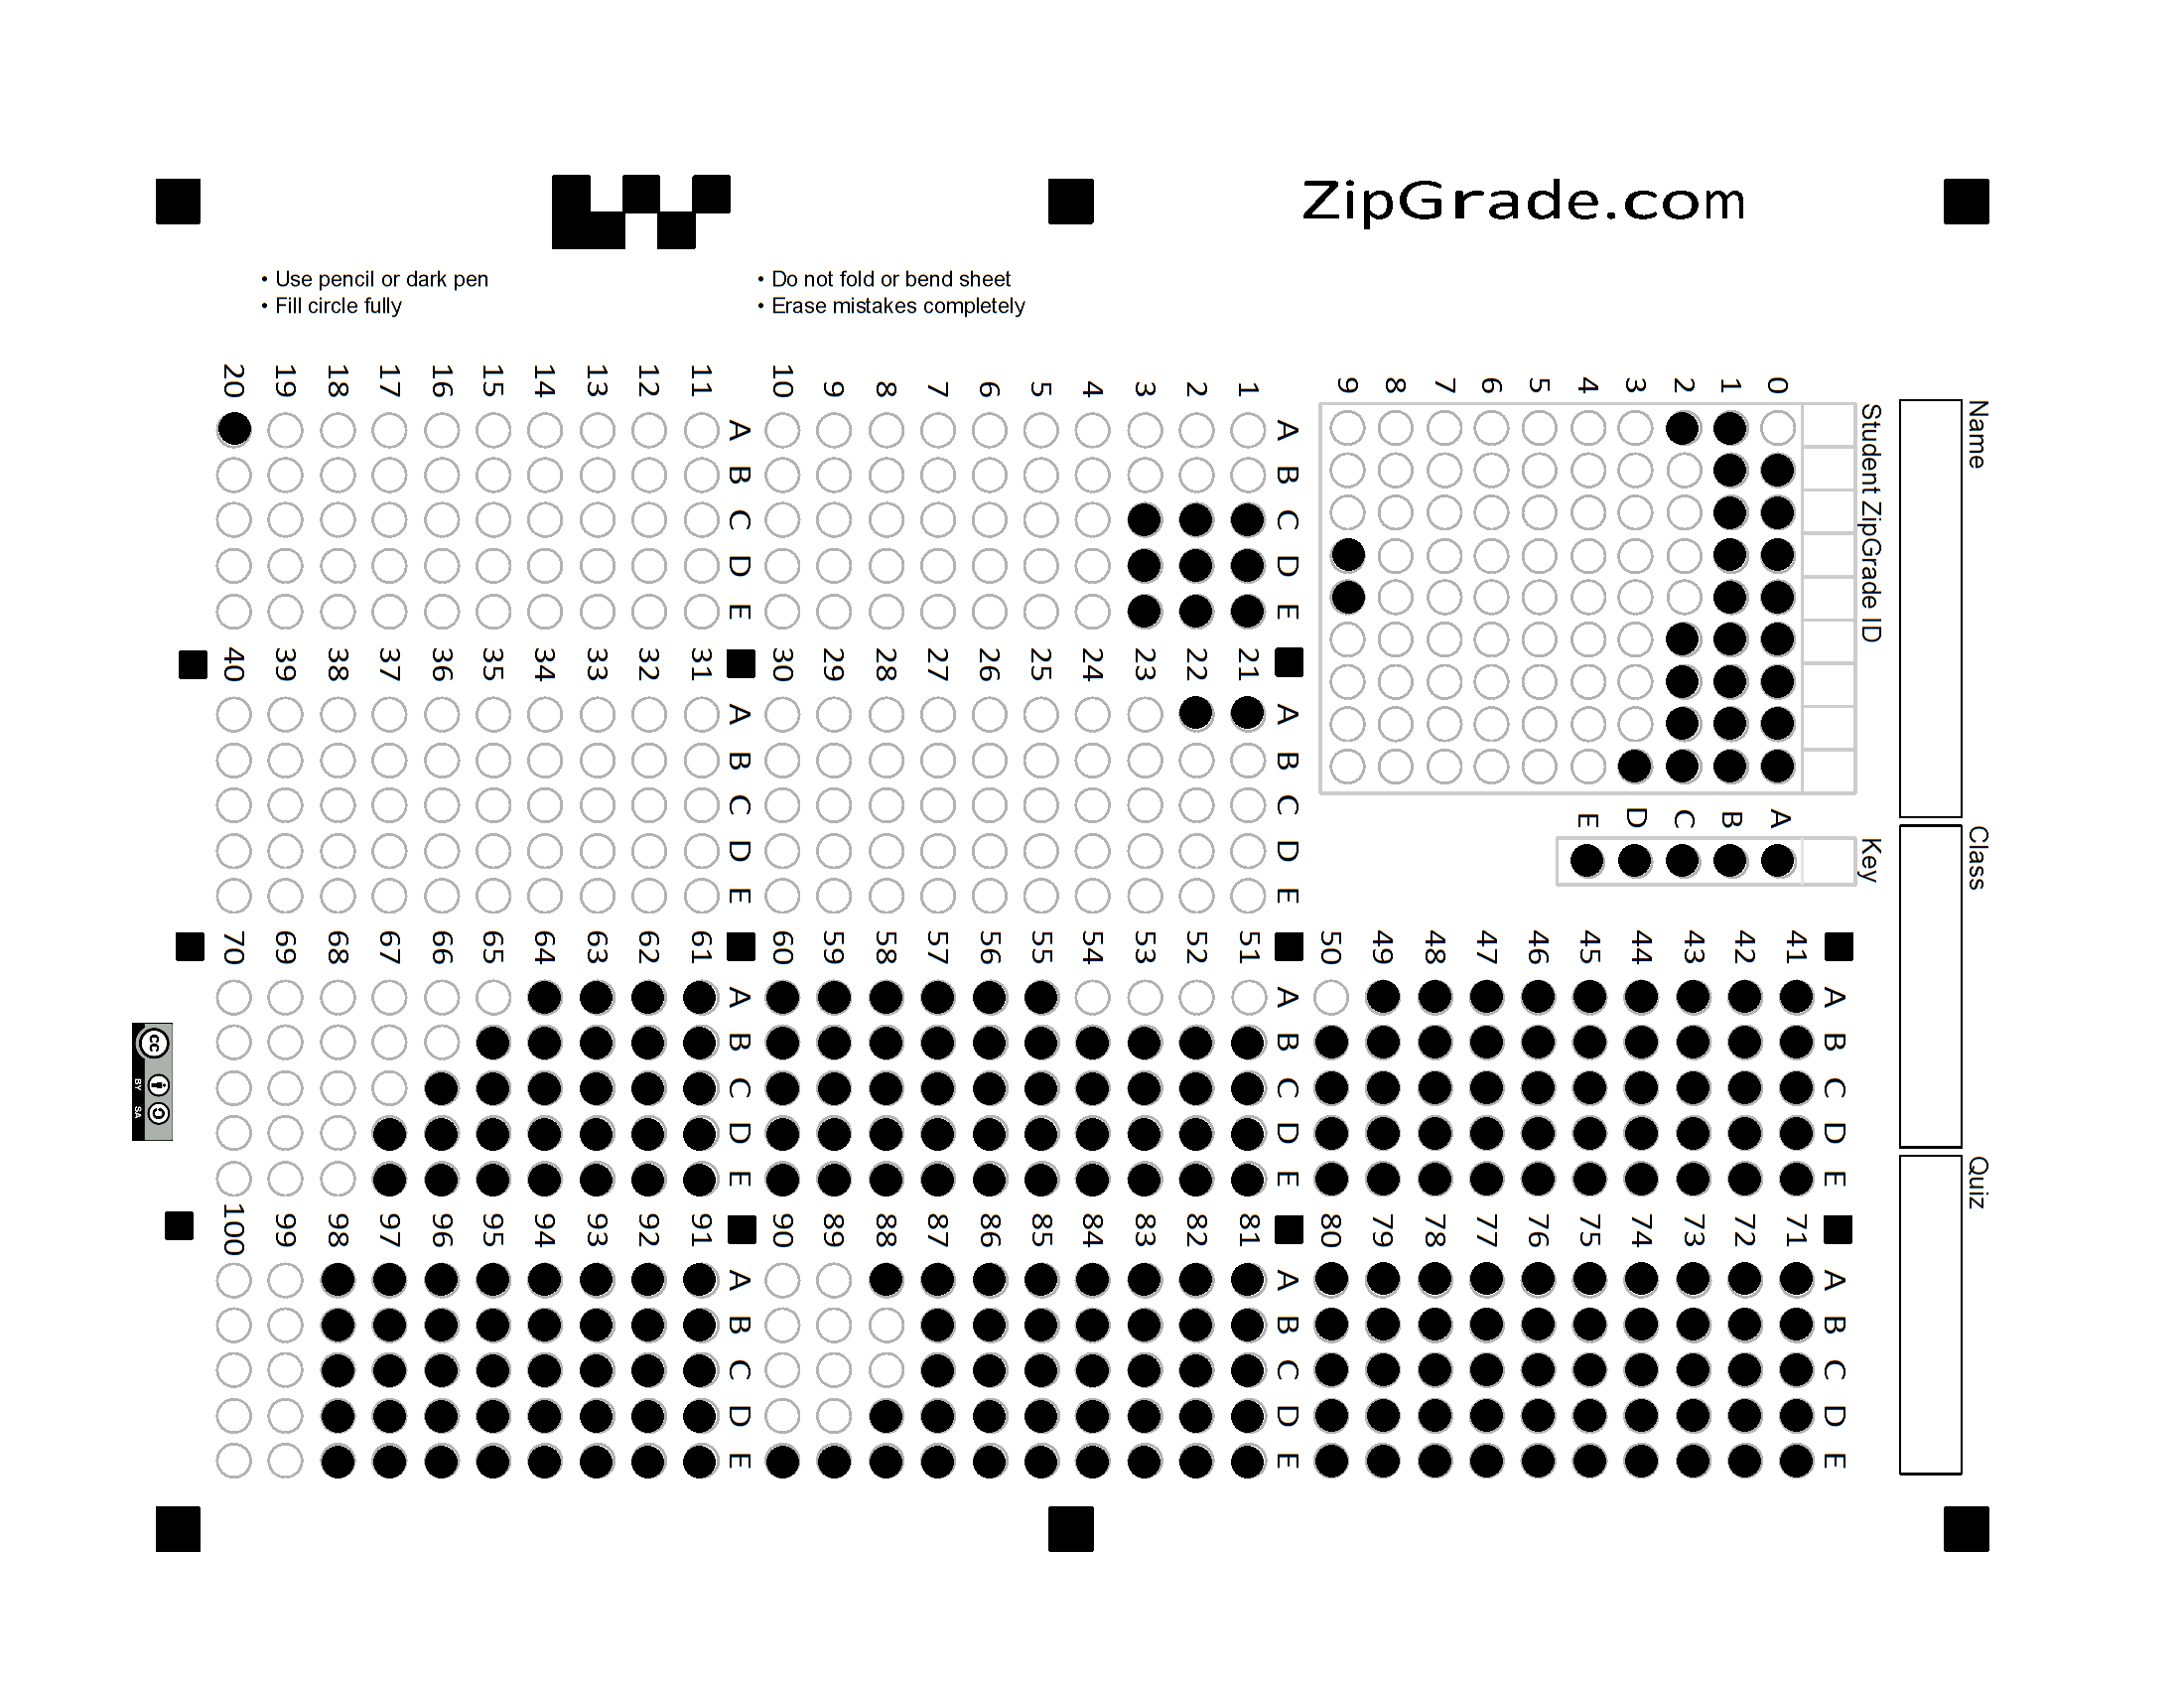 ZipGrade.com
• Use pencil or dark pen
• Fill circle fully
• Do not fold or bend sheet
• Erase mistakes completely
Name
Class
Quiz
Student ZipGrade ID
0 1 2 3 4 5 6 7 8 9
Key
A B C D E
A B C D E
1 2 3 4 5 6 7 8 9 10
A B C D E
11 12 13 14 15 16 17 18 19 20
A B C D E
21 22 23 24 25 26 27 28 29 30
A B C D E
31 32 33 34 35 36 37 38 39 40
A B C D E
41 42 43 44 45 46 47 48 49 50
A B C D E
51 52 53 54 55 56 57 58 59 60
A B C D E
61 62 63 64 65 66 67 68 69 70
A B C D E
71 72 73 74 75 76 77 78 79 80
A B C D E
81 82 83 84 85 86 87 88 89 90
A B C D E
91 92 93 94 95 96 97 98 99 100
cc
BY SA